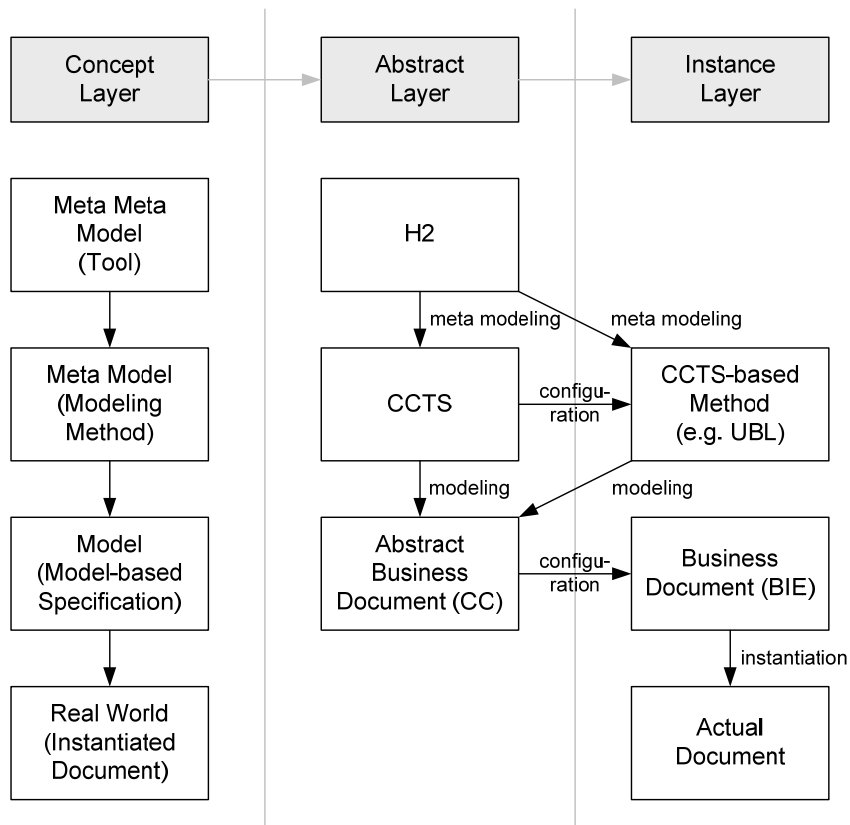 Concept
Layer
Abstract
Layer
Instance
Layer
Meta Meta
Model
(Tool)
H2
meta modeling
meta modeling
Meta Model
(Modeling
Method)
CCTS
configu-
ration
CCTS-based
Method
(e.g. UBL)
modeling
modeling
Model
(Model-based
Specification)
Abstract
Business
Document (CC)
configu-
ration
Business
Document (BIE)
instantiation
Real World
(Instantiated
Document)
Actual
Document